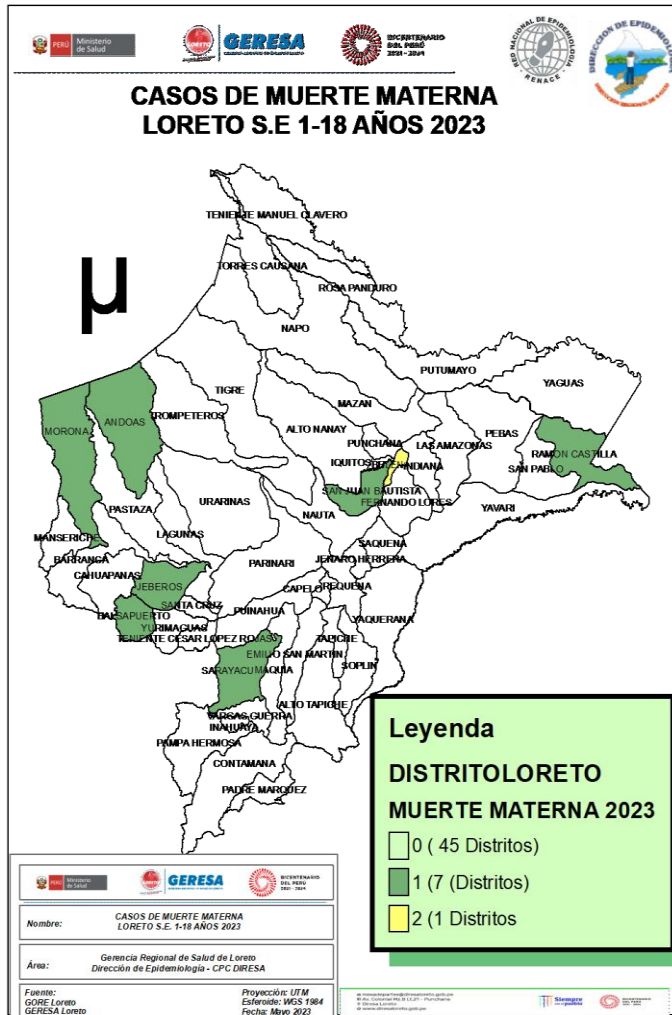 PERÚ Ministerio de Salud
LORETO
GERESA
BICENTENARIO
DEL PERÚ
2021 - 2024
RED NACIONAL DE EPIDEMIOLOGIA
- RENACE -
CASOS DE MUERTE MATERNA
LORETO S.E 1-18 AÑOS 2023
µ
TENIENTE MANUEL CLAVERO
TORRES CAUSANA
ROSA PANDURO
NAPO
PUTUMAYO
YAGUAS
TIGRE
MAZAN
TROMPETEROS
ANDOAS
MORONA
ALTO NANAY
PUNCHANA
LAS AMAZONAS
PEBAS
RAMON CASTILLA
IQUITOS
BELEN
INDIANA
SAN PABLO
SAN JUAN BAUTISTA
FERNANDO LORES
URARINAS
PASTAZA
NAUTA
YAVARI
LAGUNAS
MANSERICHE
SAQUENA
BARRANCA
PARINARI
JENARO HERRERA
CAHUAPANAS
JEBEROS
CAPELO
REQUENA
SANTA CRUZ
PUINAHUA
YAQUERANA
BALSAPUERTO
YURIMAGUAS
TENIENTE CESAR LOPEZ ROJAS
TAPICHE
EMILIO SAN MARTIN
SOPLIN
SARAYACU
MAQUIA
ALTO TAPICHE
VARGAS GUERRA
INAHUAYA
PAMPA HERMOSA
CONTAMANA
PADRE MARQUEZ
Leyenda
DISTRITOLORETO
MUERTE MATERNA 2023
0 ( 45 Distritos)
1 (7 (Distritos)
2 (1 Distritos
PERÚ Ministerio de Salud
GERESA
BICENTENARIO
DEL PERÚ
2021 - 2024
Nombre: CASOS DE MUERTE MATERNA
LORETO S.E. 1-18 AÑOS 2023
Área: Gerencia Regional de Salud de Loreto
Dirección de Epidemiología - CPC DIRESA
Fuente: Proyección: UTM
GORE Loreto Esferoide: WGS 1984
GERESA Loreto Fecha: Mayo 2023
Siempre
con el pueblo